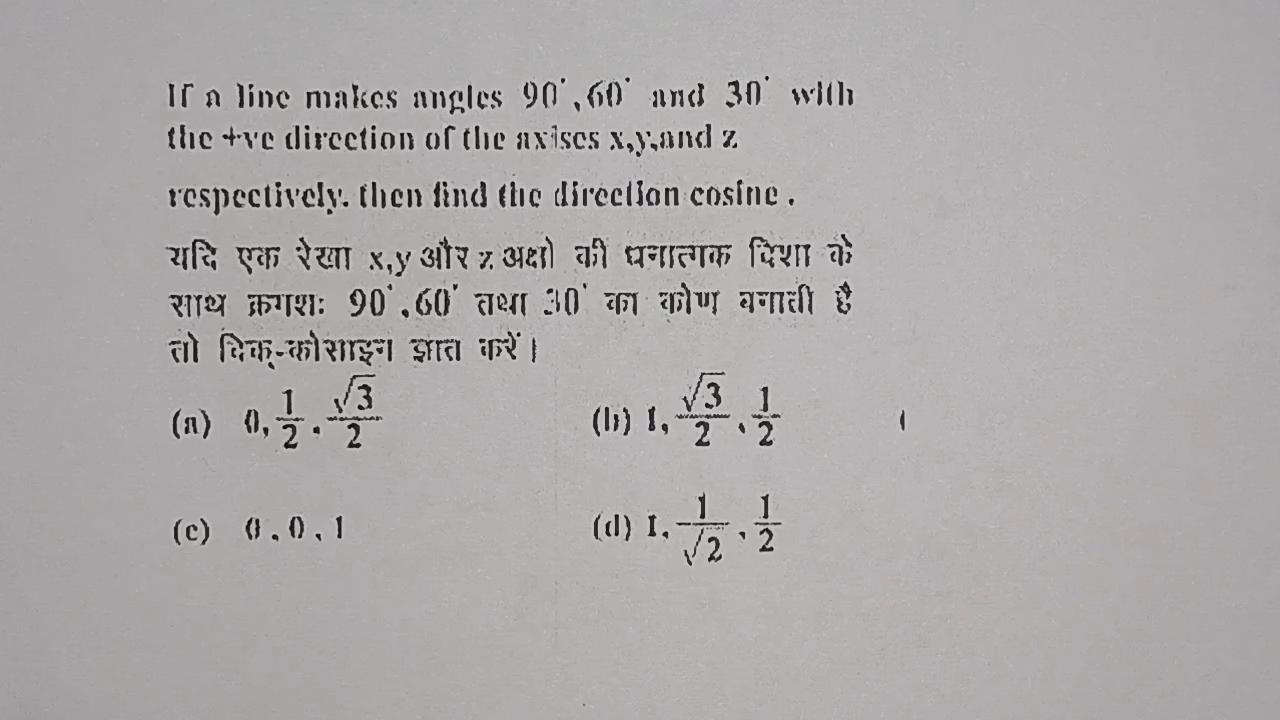 If a line makes angles 90°, 60° and 30° with
the +ve direction of the axises x,y,and z
respectively. then find the direction cosine .
यदि एक रेखा x,y और z अक्षो की धनात्मक दिशा के
साथ क्रमशः 90°, 60° तथा 30° का कोण बनाती है
तो दिक्-कोसाइन ज्ञात करें।
(a) 0, 1/2, √3/2 (b) 1, √3/2, 1/2
(c) 0, 0, 1 (d) 1, 1/√2, 1/2